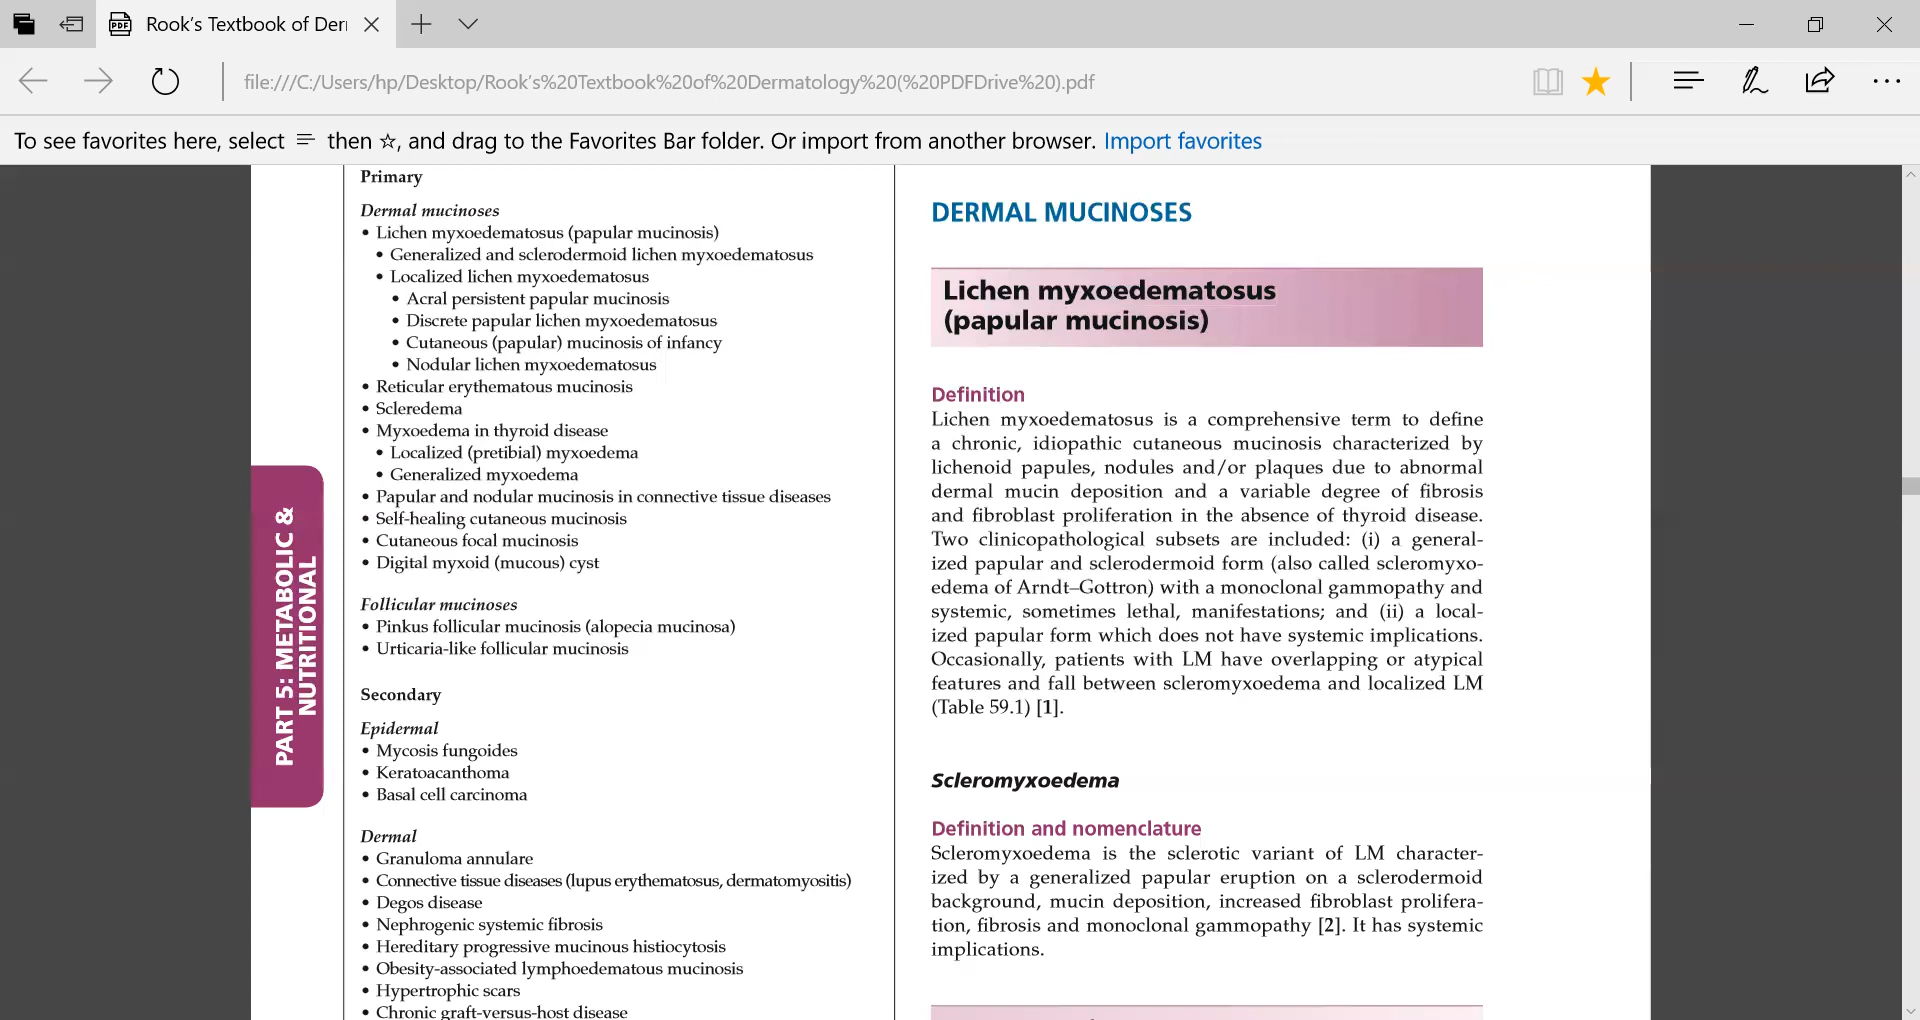 Rook's Textbook of Der
file:///C:/Users/hp/Desktop/Rook's%20Textbook%20of%20Dermatology%20(%20PDFDrive%20).pdf
To see favorites here, select then ☆, and drag to the Favorites Bar folder. Or import from another browser. Import favorites
PART 5: METABOLIC &
NUTRITIONAL
Primary
Dermal mucinoses
• Lichen myxoedematosus (papular mucinosis)
• Generalized and sclerodermoid lichen myxoedematosus
• Localized lichen myxoedematosus
• Acral persistent papular mucinosis
• Discrete papular lichen myxoedematosus
• Cutaneous (papular) mucinosis of infancy
• Nodular lichen myxoedematosus
• Reticular erythematous mucinosis
• Scleredema
• Myxoedema in thyroid disease
• Localized (pretibial) myxoedema
• Generalized myxoedema
• Papular and nodular mucinosis in connective tissue diseases
• Self-healing cutaneous mucinosis
• Cutaneous focal mucinosis
• Digital myxoid (mucous) cyst
Follicular mucinoses
• Pinkus follicular mucinosis (alopecia mucinosa)
• Urticaria-like follicular mucinosis
Secondary
Epidermal
• Mycosis fungoides
• Keratoacanthoma
• Basal cell carcinoma
Dermal
• Granuloma annulare
• Connective tissue diseases (lupus erythematosus, dermatomyositis)
• Degos disease
• Nephrogenic systemic fibrosis
• Hereditary progressive mucinous histiocytosis
• Obesity-associated lymphoedematous mucinosis
• Hypertrophic scars
• Chronic graft-versus-host disease
DERMAL MUCINOSES
Lichen myxoedematosus
(papular mucinosis)
Definition
Lichen myxoedematosus is a comprehensive term to define
a chronic, idiopathic cutaneous mucinosis characterized by
lichenoid papules, nodules and/or plaques due to abnormal
dermal mucin deposition and a variable degree of fibrosis
and fibroblast proliferation in the absence of thyroid disease.
Two clinicopathological subsets are included: (i) a general-
ized papular and sclerodermoid form (also called scleromyxo-
edema of Arndt–Gottron) with a monoclonal gammopathy and
systemic, sometimes lethal, manifestations; and (ii) a local-
ized papular form which does not have systemic implications.
Occasionally, patients with LM have overlapping or atypical
features and fall between scleromyxoedema and localized LM
(Table 59.1) [1].
Scleromyxoedema
Definition and nomenclature
Scleromyxoedema is the sclerotic variant of LM character-
ized by a generalized papular eruption on a sclerodermoid
background, mucin deposition, increased fibroblast prolifera-
tion, fibrosis and monoclonal gammopathy [2]. It has systemic
implications.